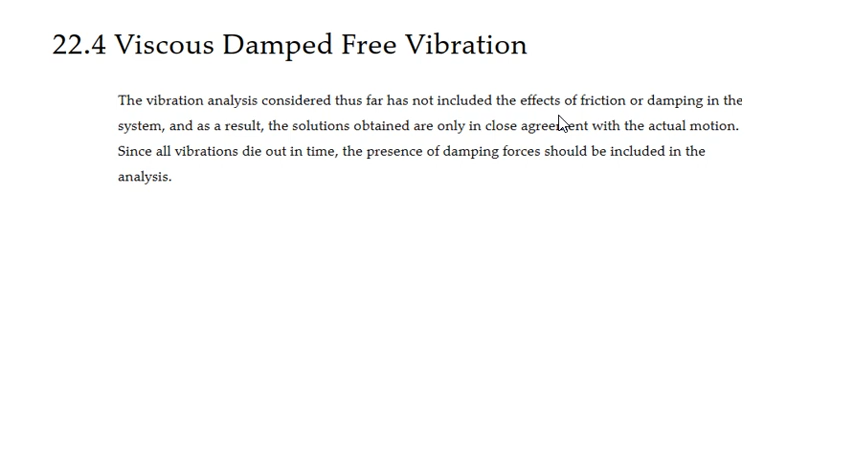 22.4 Viscous Damped Free Vibration
The vibration analysis considered thus far has not included the effects of friction or damping in the
system, and as a result, the solutions obtained are only in close agreement with the actual motion.
Since all vibrations die out in time, the presence of damping forces should be included in the
analysis.